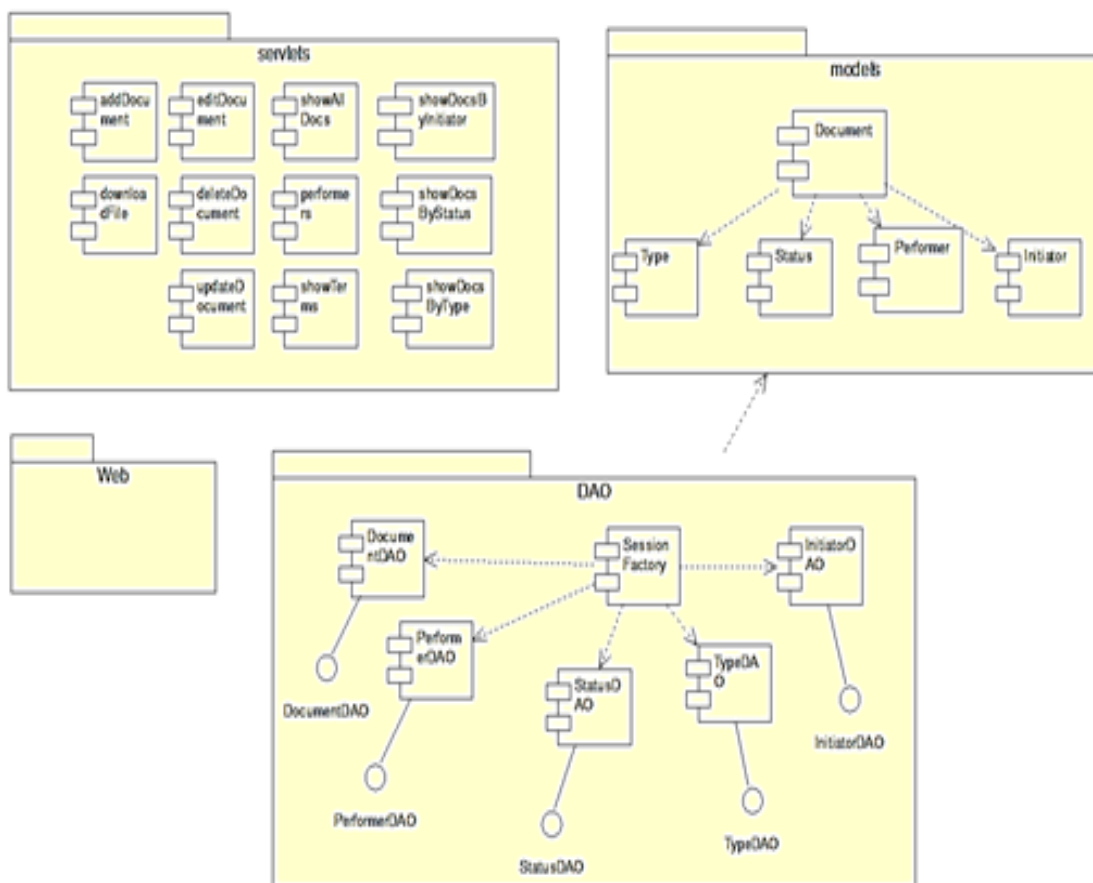 servlets
addDocu
ment
editDocu
ment
showAll
Docs
showDocsB
yInitiator
downloa
dFile
deleteDo
cument
performe
rs
showDocs
ByStatus
updateD
ocument
showTer
ms
showDocs
ByType
models
Document
Type
Status
Performer
Initiator
Web
DAO
Docume
ntDAO
Session
Factory
InitiatorD
AO
Perform
erDAO
StatusD
AO
TypeDA
O
DocumentDAO
InitiatorDAO
PerformerDAO
StatusDAO
TypeDAO